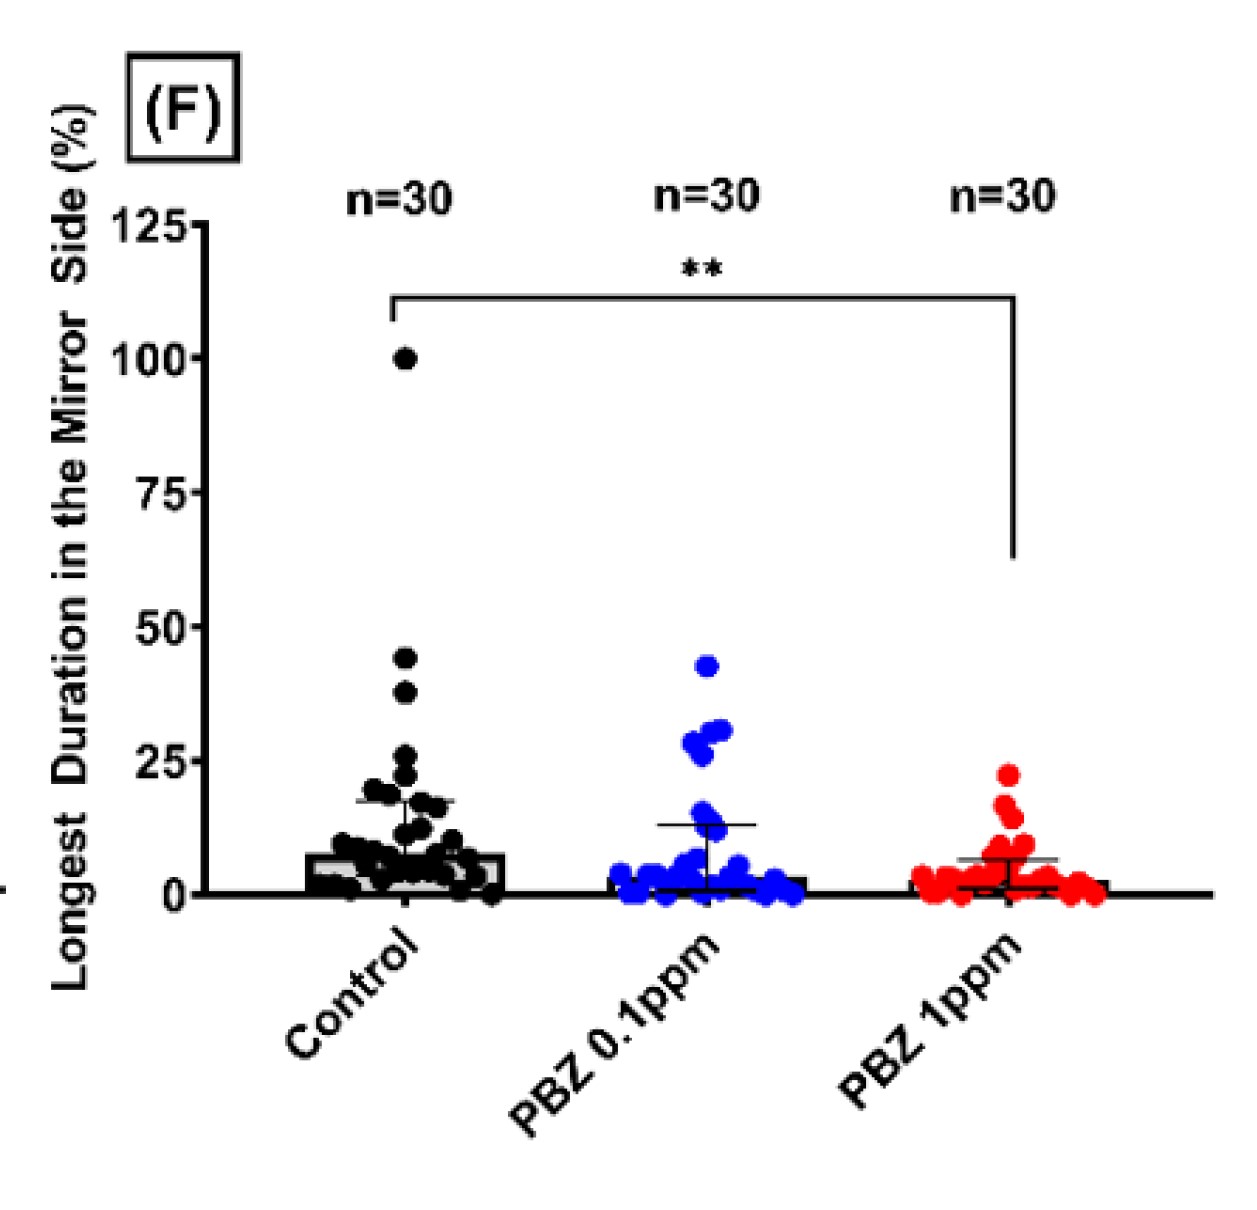 (F)
n=30 n=30 n=30
**
Longest Duration in the Mirror Side (%)
125
100
75
50
25
0
Control
PBZ 0.1ppm
PBZ 1ppm